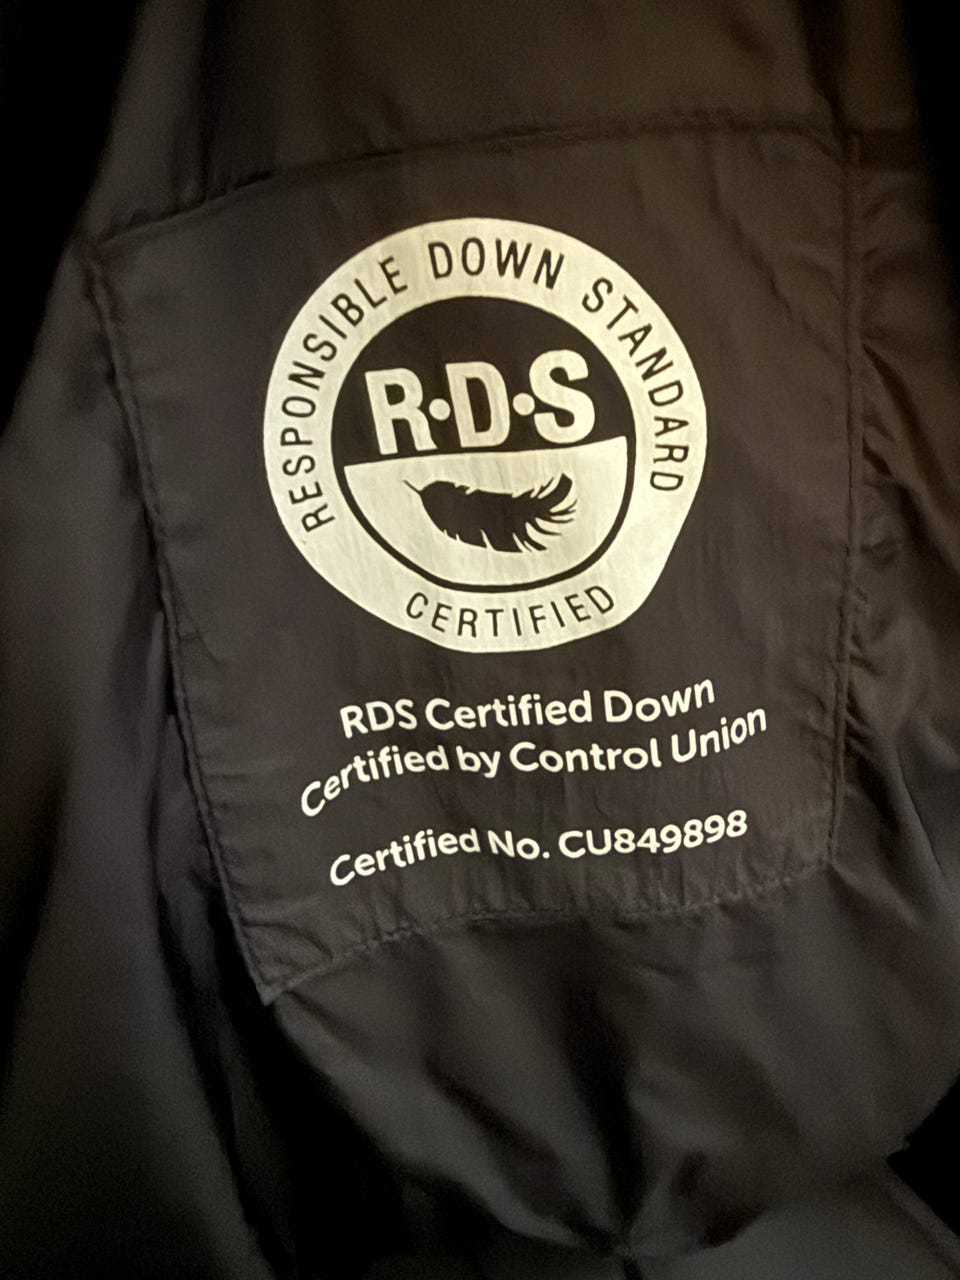 RESPONSIBLE DOWN STANDARD
R·D·S
CERTIFIED
RDS Certified Down
Certified by Control Union
Certified No. CU849898